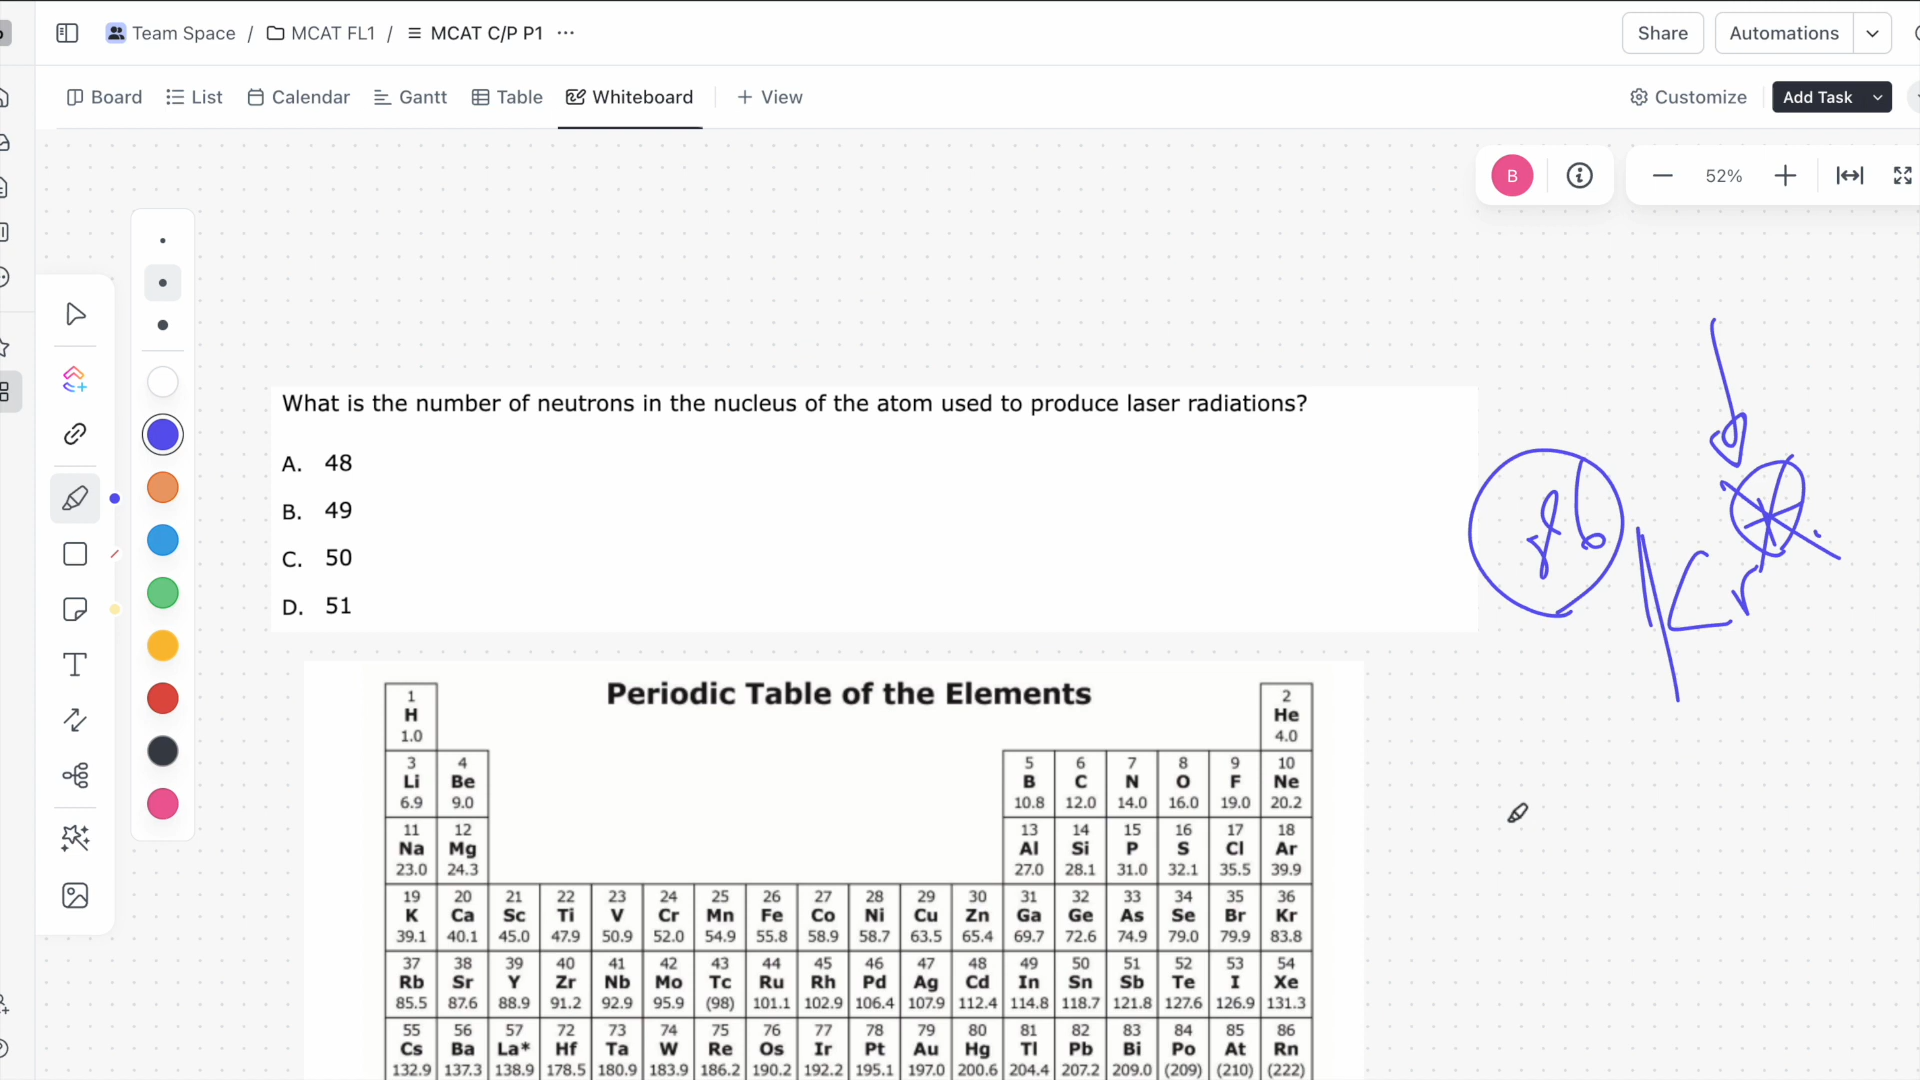 Team Space / MCAT FL1 / MCAT C/P P1 ...
Share
Automations
Board
List
Calendar
Gantt
Table
Whiteboard
+ View
Customize
Add Task
B
52%
What is the number of neutrons in the nucleus of the atom used to produce laser radiations?
A. 48
B. 49
C. 50
D. 51
86
Kr
Periodic Table of the Elements
1 2
H He
1.0 4.0
3 4 5 6 7 8 9 10
Li Be B C N O F Ne
6.9 9.0 10.8 12.0 14.0 16.0 19.0 20.2
11 12 13 14 15 16 17 18
Na Mg Al Si P S Cl Ar
23.0 24.3 27.0 28.1 31.0 32.1 35.5 39.9
19 20 21 22 23 24 25 26 27 28 29 30 31 32 33 34 35 36
K Ca Sc Ti V Cr Mn Fe Co Ni Cu Zn Ga Ge As Se Br Kr
39.1 40.1 45.0 47.9 50.9 52.0 54.9 55.8 58.9 58.7 63.5 65.4 69.7 72.6 74.9 79.0 79.9 83.8
37 38 39 40 41 42 43 44 45 46 47 48 49 50 51 52 53 54
Rb Sr Y Zr Nb Mo Tc Ru Rh Pd Ag Cd In Sn Sb Te I Xe
85.5 87.6 88.9 91.2 92.9 95.9 (98) 101.1 102.9 106.4 107.9 112.4 114.8 118.7 121.8 127.6 126.9 131.3
55 56 57 72 73 74 75 76 77 78 79 80 81 82 83 84 85 86
Cs Ba La* Hf Ta W Re Os Ir Pt Au Hg Tl Pb Bi Po At Rn
132.9 137.3 138.9 178.5 180.9 183.9 186.2 190.2 192.2 195.1 197.0 200.6 204.4 207.2 209.0 (209) (210) (222)